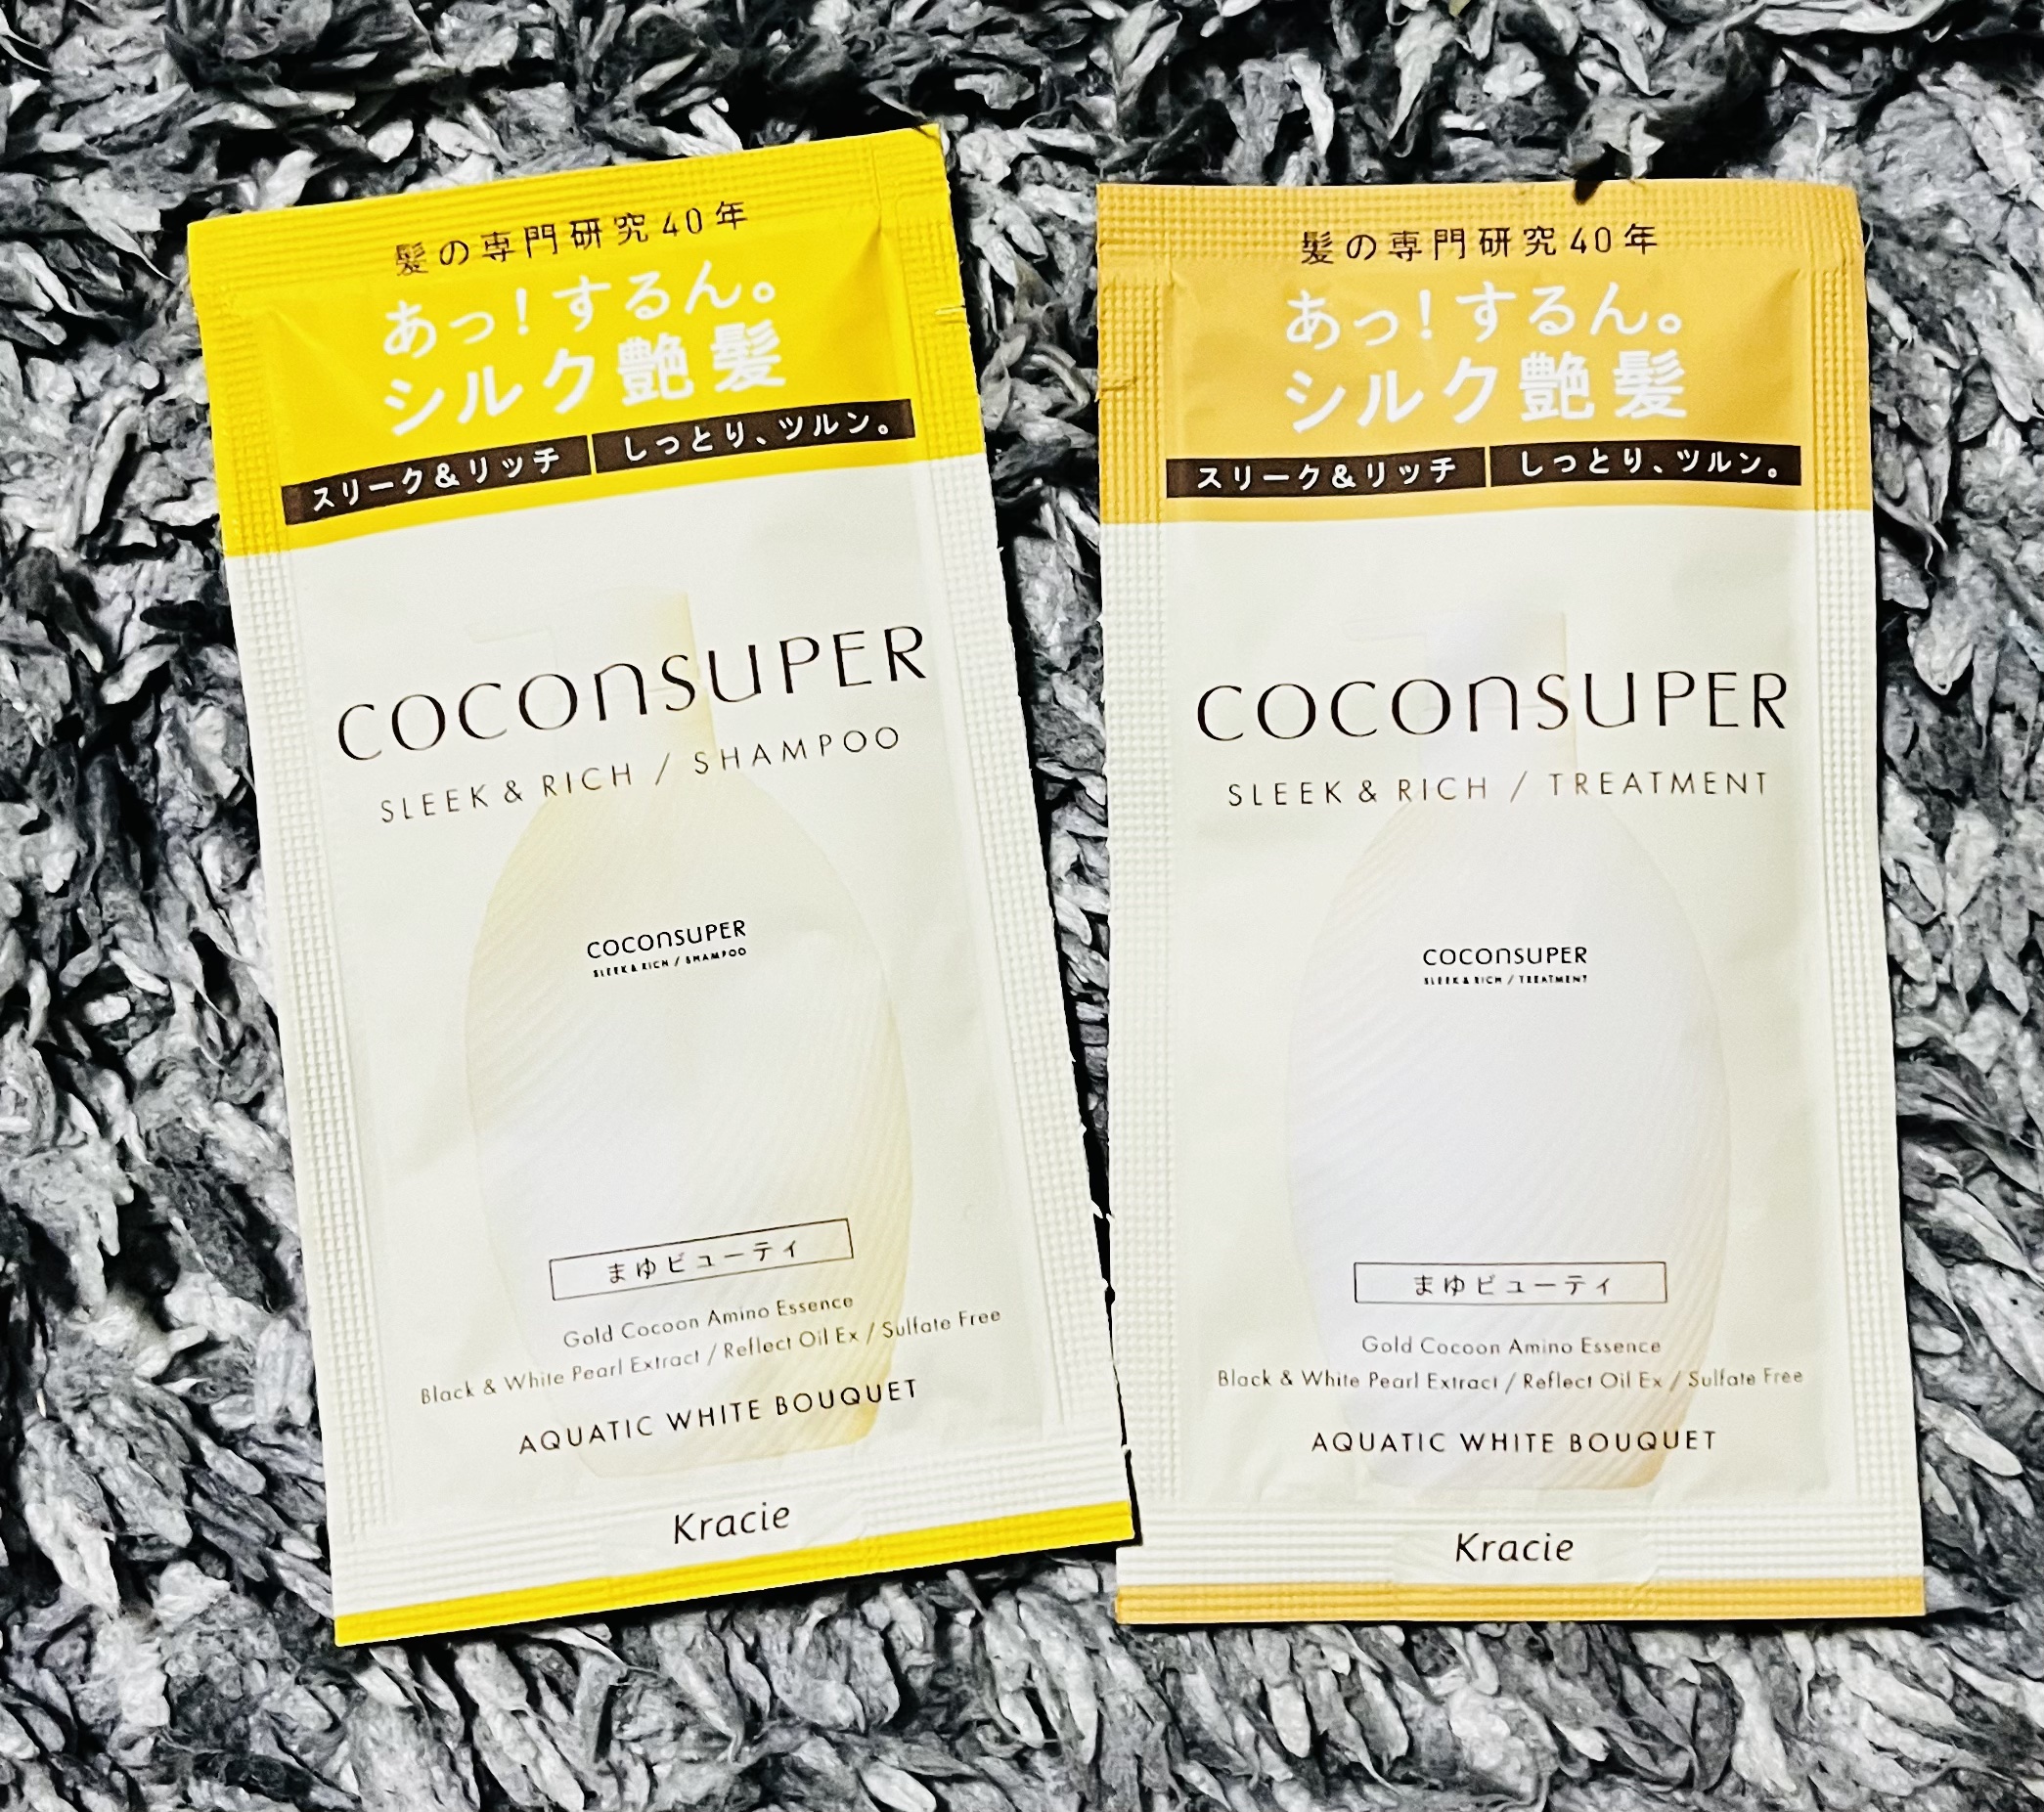 髪の専門研究40年
あっ!するん。
シルク艶髪
スリーク&リッチ しっとり、ツルン。
COCONSUPER
SLEEK & RICH / SHAMPOO
COCONSUPER
SLEEK & RICH / SHAMPOO
まゆビューティ
Gold Cocoon Amino Essence
Black & White Pearl Extract / Reflect Oil Ex / Sulfate Free
AQUATIC WHITE BOUQUET
Kracie
髪の専門研究40年
あっ!するん。
シルク艶髪
スリーク&リッチ しっとり、ツルン。
COCONSUPER
SLEEK & RICH / TREATMENT
COCONSUPER
SLEEK & RICH / TREATMENT
まゆビューティ
Gold Cocoon Amino Essence
Black & White Pearl Extract / Reflect Oil Ex / Sulfate Free
AQUATIC WHITE BOUQUET
Kracie